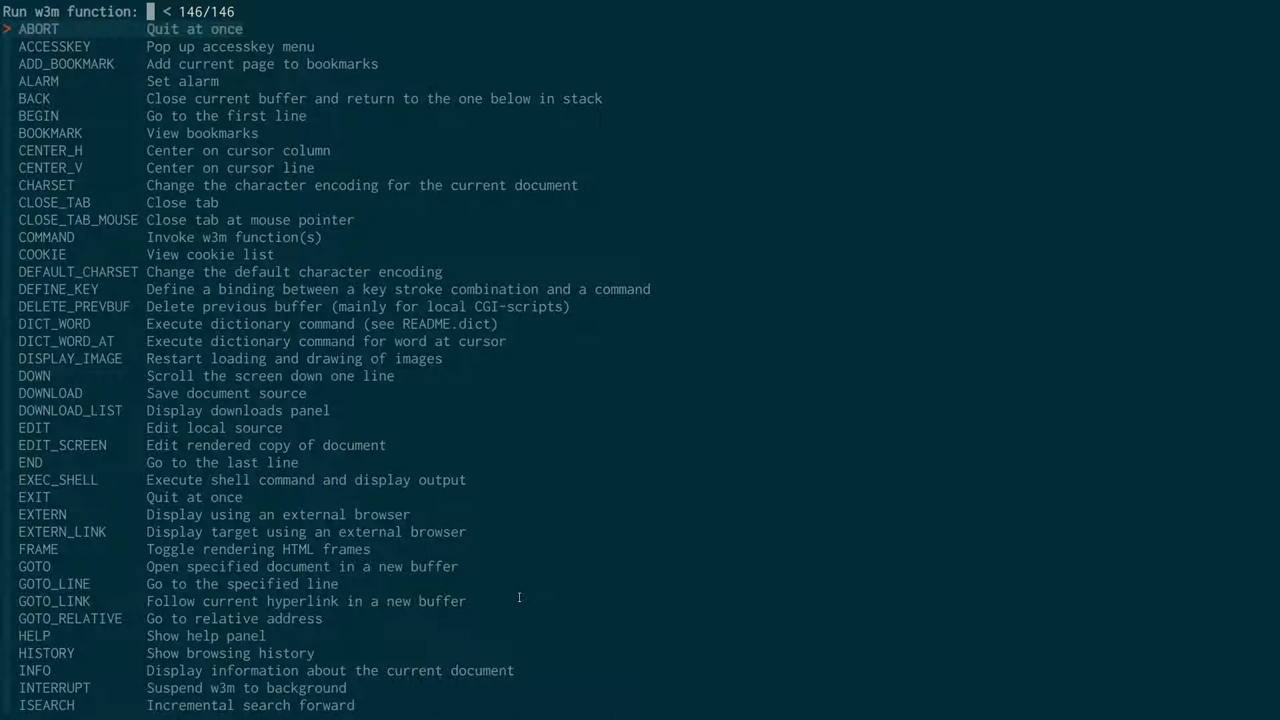 Run w3m function: < 146/146
> ABORT Quit at once
ACCESSKEY Pop up accesskey menu
ADD_BOOKMARK Add current page to bookmarks
ALARM Set alarm
BACK Close current buffer and return to the one below in stack
BEGIN Go to the first line
BOOKMARK View bookmarks
CENTER_H Center on cursor column
CENTER_V Center on cursor line
CHARSET Change the character encoding for the current document
CLOSE_TAB Close tab
CLOSE_TAB_MOUSE Close tab at mouse pointer
COMMAND Invoke w3m function(s)
COOKIE View cookie list
DEFAULT_CHARSET Change the default character encoding
DEFINE_KEY Define a binding between a key stroke combination and a command
DELETE_PREVBUF Delete previous buffer (mainly for local CGI-scripts)
DICT_WORD Execute dictionary command (see README.dict)
DICT_WORD_AT Execute dictionary command for word at cursor
DISPLAY_IMAGE Restart loading and drawing of images
DOWN Scroll the screen down one line
DOWNLOAD Save document source
DOWNLOAD_LIST Display downloads panel
EDIT Edit local source
EDIT_SCREEN Edit rendered copy of document
END Go to the last line
EXEC_SHELL Execute shell command and display output
EXIT Quit at once
EXTERN Display using an external browser
EXTERN_LINK Display target using an external browser
FRAME Toggle rendering HTML frames
GOTO Open specified document in a new buffer
GOTO_LINE Go to the specified line
GOTO_LINK Follow current hyperlink in a new buffer
GOTO_RELATIVE Go to relative address
HELP Show help panel
HISTORY Show browsing history
INFO Display information about the current document
INTERRUPT Suspend w3m to background
ISEARCH Incremental search forward